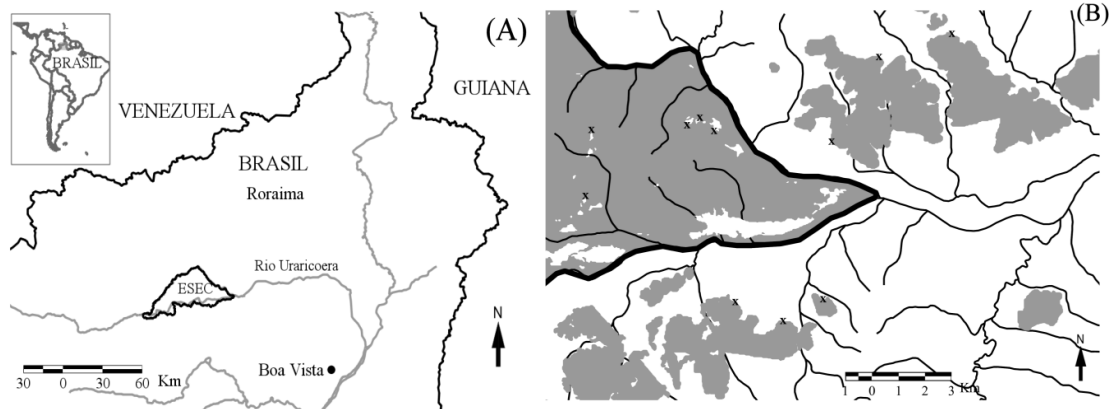 (A)
BRASIL
VENEZUELA
GUIANA
BRASIL
Roraima
Rio Uraricoera
ESEC
N
30 0 30 60
Km
Boa Vista
(B)
x
x
x
x
x
x
x
x
x
x
x
N
1 0 1 2 3
Km